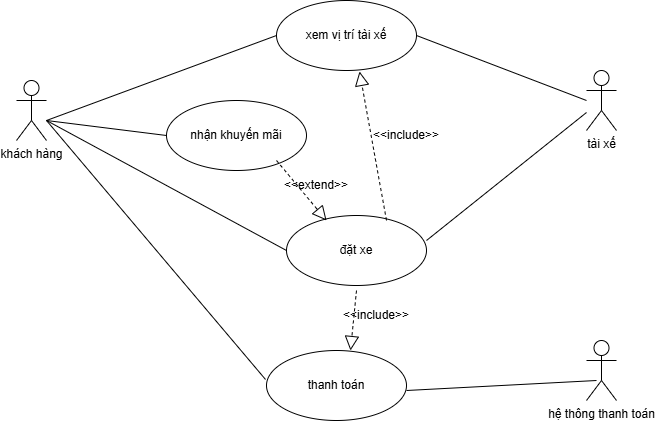 xem vị trí tài xế
nhận khuyến mãi
<<include>>
khách hàng
tài xế
<<extend>>
đặt xe
<<include>>
thanh toán
hệ thông thanh toán